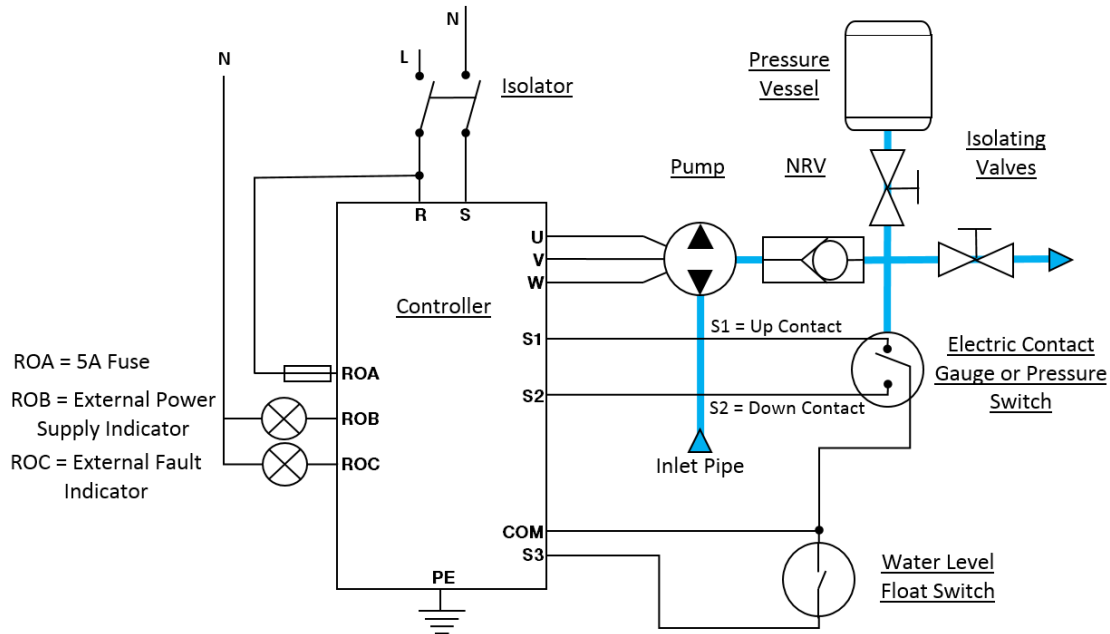 N
L
N
Isolator
Pressure
Vessel
Isolating
Valves
Pump
NRV
R
S
U
V
W
Controller
S1
S1 = Up Contact
Electric Contact
Gauge or Pressure
Switch
S2
S2 = Down Contact
ROA = 5A Fuse
ROA
ROB = External Power
Supply Indicator
ROB
ROC = External Fault
Indicator
ROC
Inlet Pipe
COM
S3
Water Level
Float Switch
PE